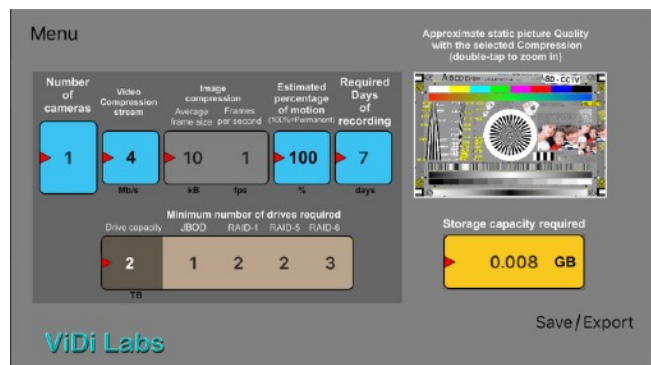 Menu
Approximate static picture Quality
with the selected Compression
(double-tap to zoom in)
Number
of
cameras
Video
Compression
stream
Image
compression
Average
frame size
Frames
per second
Estimated
percentage
of motion
(100%=Permanent)
Required
Days
of
recording
1
4
10
1
100
7
Mb/s
kB
fps
%
days
SD-CCTV
Minimum number of drives required
Drive capacity
JBOD
RAID-1
RAID-5
RAID-6
2
1
2
2
3
TB
Storage capacity required
0.008 GB
Save/Export
ViDi Labs